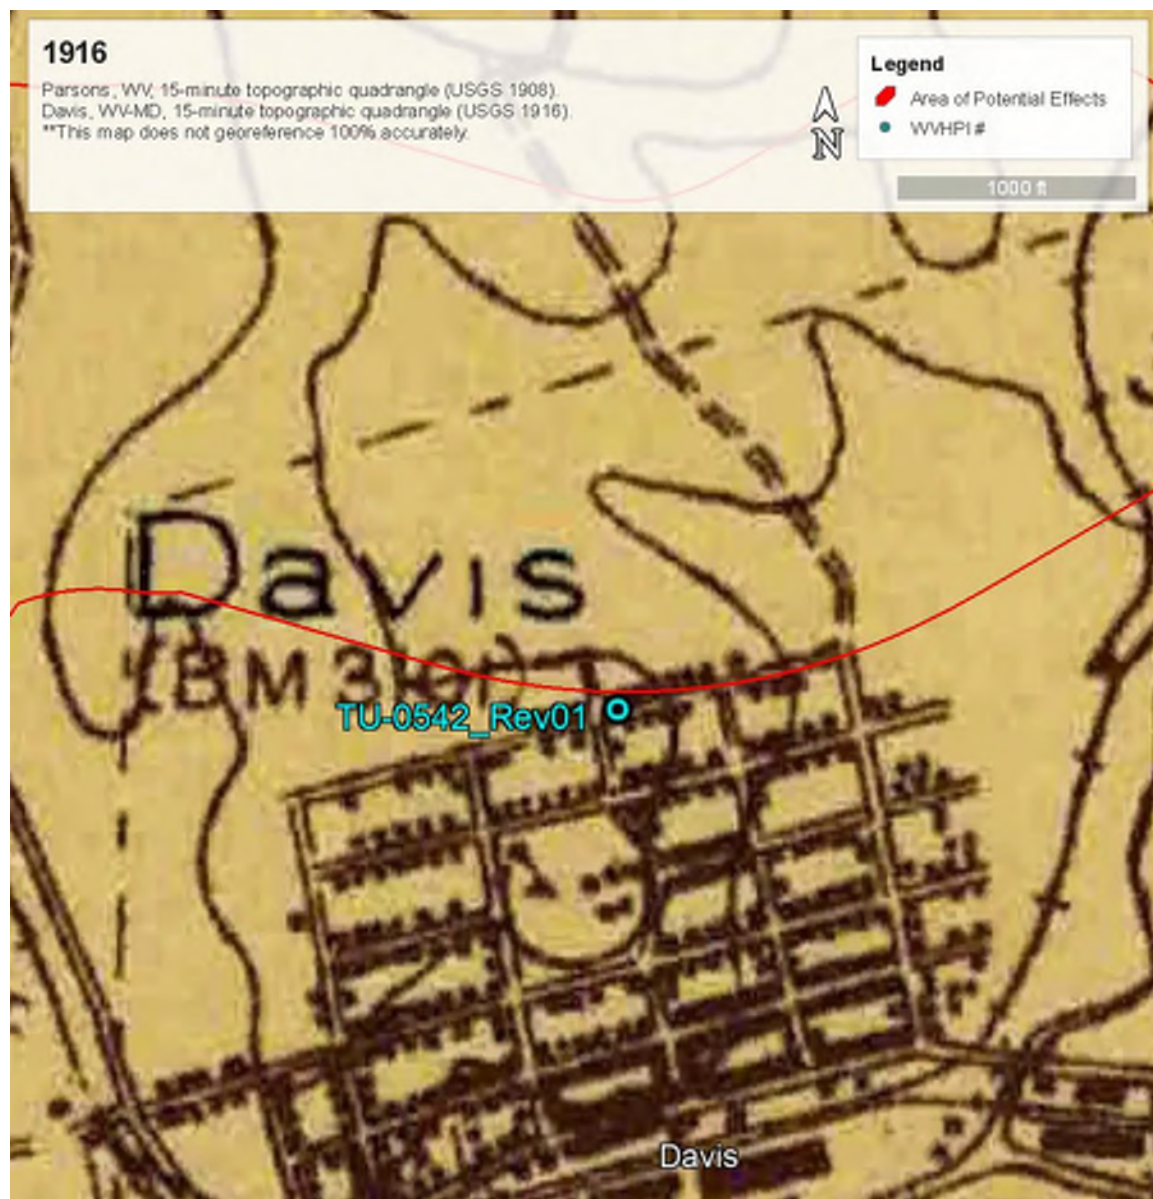 1916
Parsons, WV, 15-minute topographic quadrangle (USGS 1908).
Davis, WV-MD, 15-minute topographic quadrangle (USGS 1916).
**This map does not georeference 100% accurately.
N
Legend
Area of Potential Effects
WVHPI #
1000 ft
Davis
BM
TU-0542_Rev01
Davis